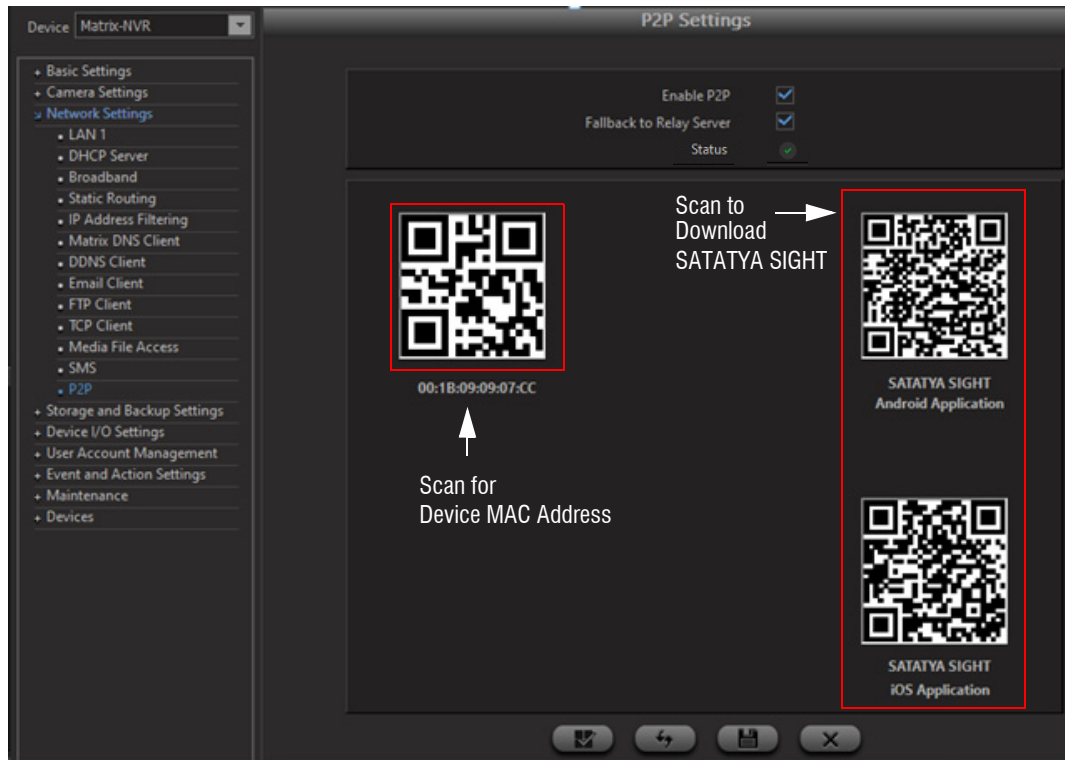 Device Matrix-NVR
Basic Settings
Camera Settings
Network Settings
LAN 1
DHCP Server
Broadband
Static Routing
IP Address Filtering
Matrix DNS Client
DDNS Client
Email Client
FTP Client
TCP Client
Media File Access
SMS
P2P
Storage and Backup Settings
Device I/O Settings
User Account Management
Event and Action Settings
Maintenance
Devices
P2P Settings
Enable P2P
Fallback to Relay Server
Status
00:1B:09:09:07:CC
Scan for
Device MAC Address
Scan to
Download
SATATYA SIGHT
SATATYA SIGHT
Android Application
SATATYA SIGHT
iOS Application